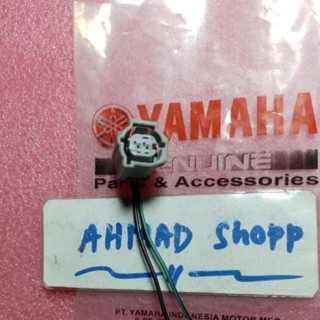 YAMAHA
GENUINE
Parts & Accessories
AHMAD Shopp
PT. YAMAHA INDONESIA MOTOR MFG